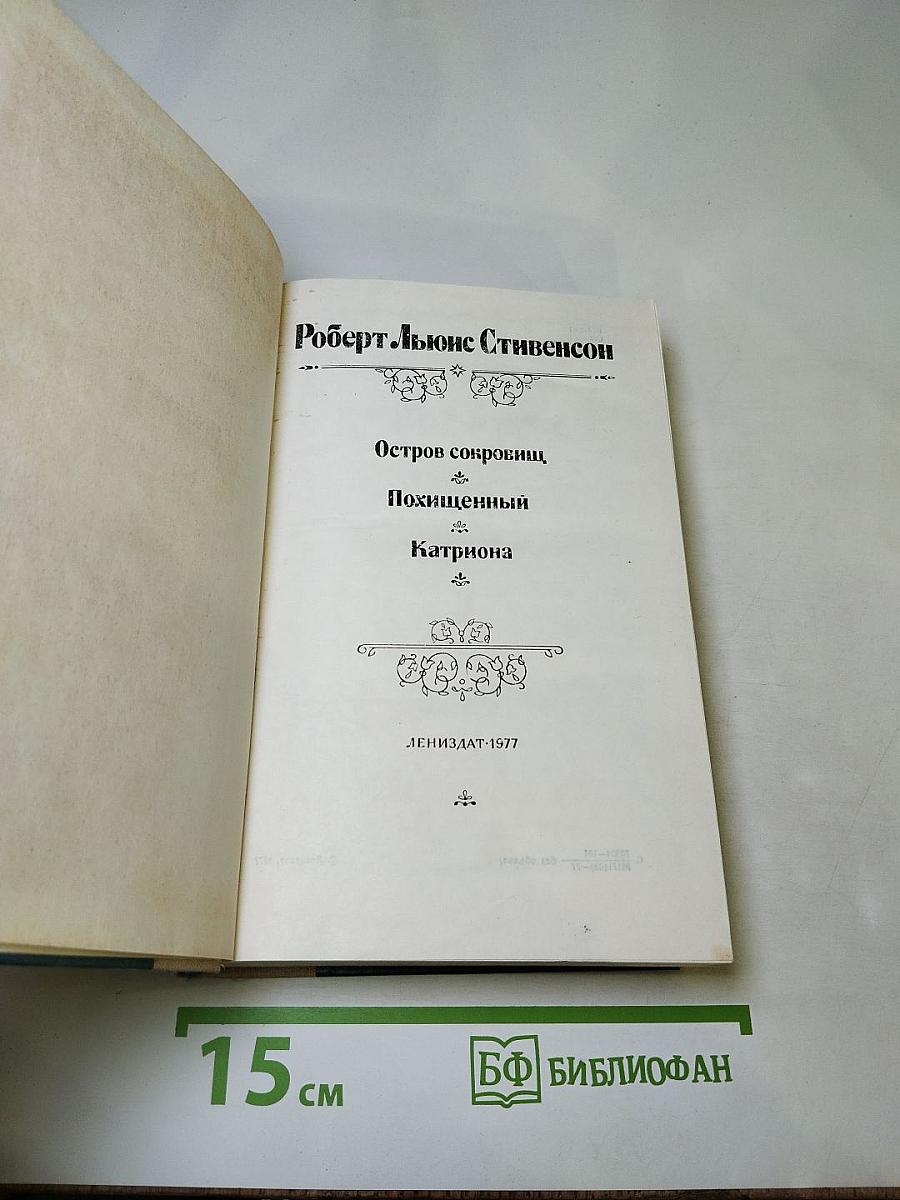 Роберт Льюис Стивенсон
Остров сокровищ
Похищенный
Катриона
ЛЕНИЗДАТ·1977
15 см
БФ БИБЛИОФАН